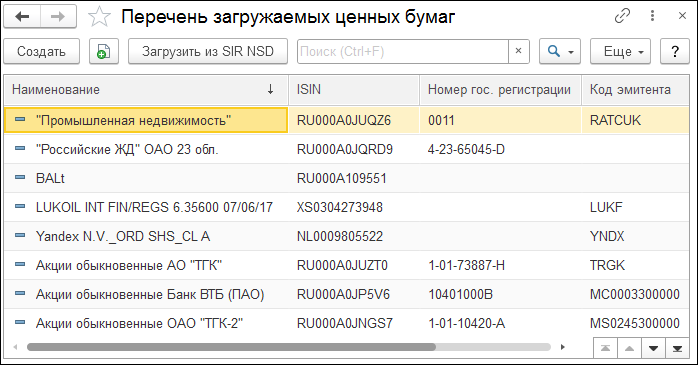 Перечень загружаемых ценных бумаг
Создать Загрузить из SIR NSD Поиск (Ctrl+F) × Еще ?
Наименование ↓ ISIN Номер гос. регистрации Код эмитента
"Промышленная недвижимость" RU000A0JUQZ6 0011 RATCUK
"Российские ЖД" ОАО 23 обл. RU000A0JQRD9 4-23-65045-D
BALt RU000A109551
LUKOIL INT FIN/REGS 6.35600 07/06/17 XS0304273948 LUKF
Yandex N.V._ORD SHS_CL A NL0009805522 YNDX
Акции обыкновенные АО "ТГК" RU000A0JUZT0 1-01-73887-H TRGK
Акции обыкновенные Банк ВТБ (ПАО) RU000A0JP5V6 10401000B MC0003300000
Акции обыкновенные ОАО "ТГК-2" RU000A0JNGS7 1-01-10420-A MS0245300000